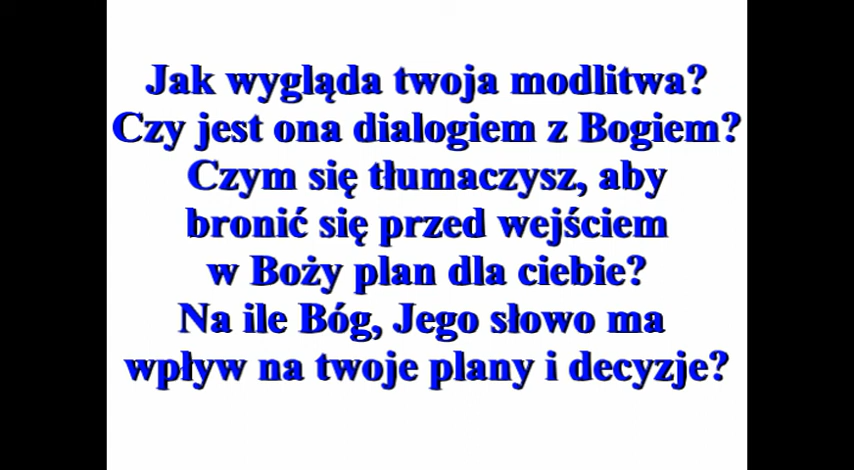 Jak wygląda twoja modlitwa?
Czy jest ona dialogiem z Bogiem?
Czym się tłumaczysz, aby
bronić się przed wejściem
w Boży plan dla ciebie?
Na ile Bóg, Jego słowo ma
wpływ na twoje plany i decyzje?